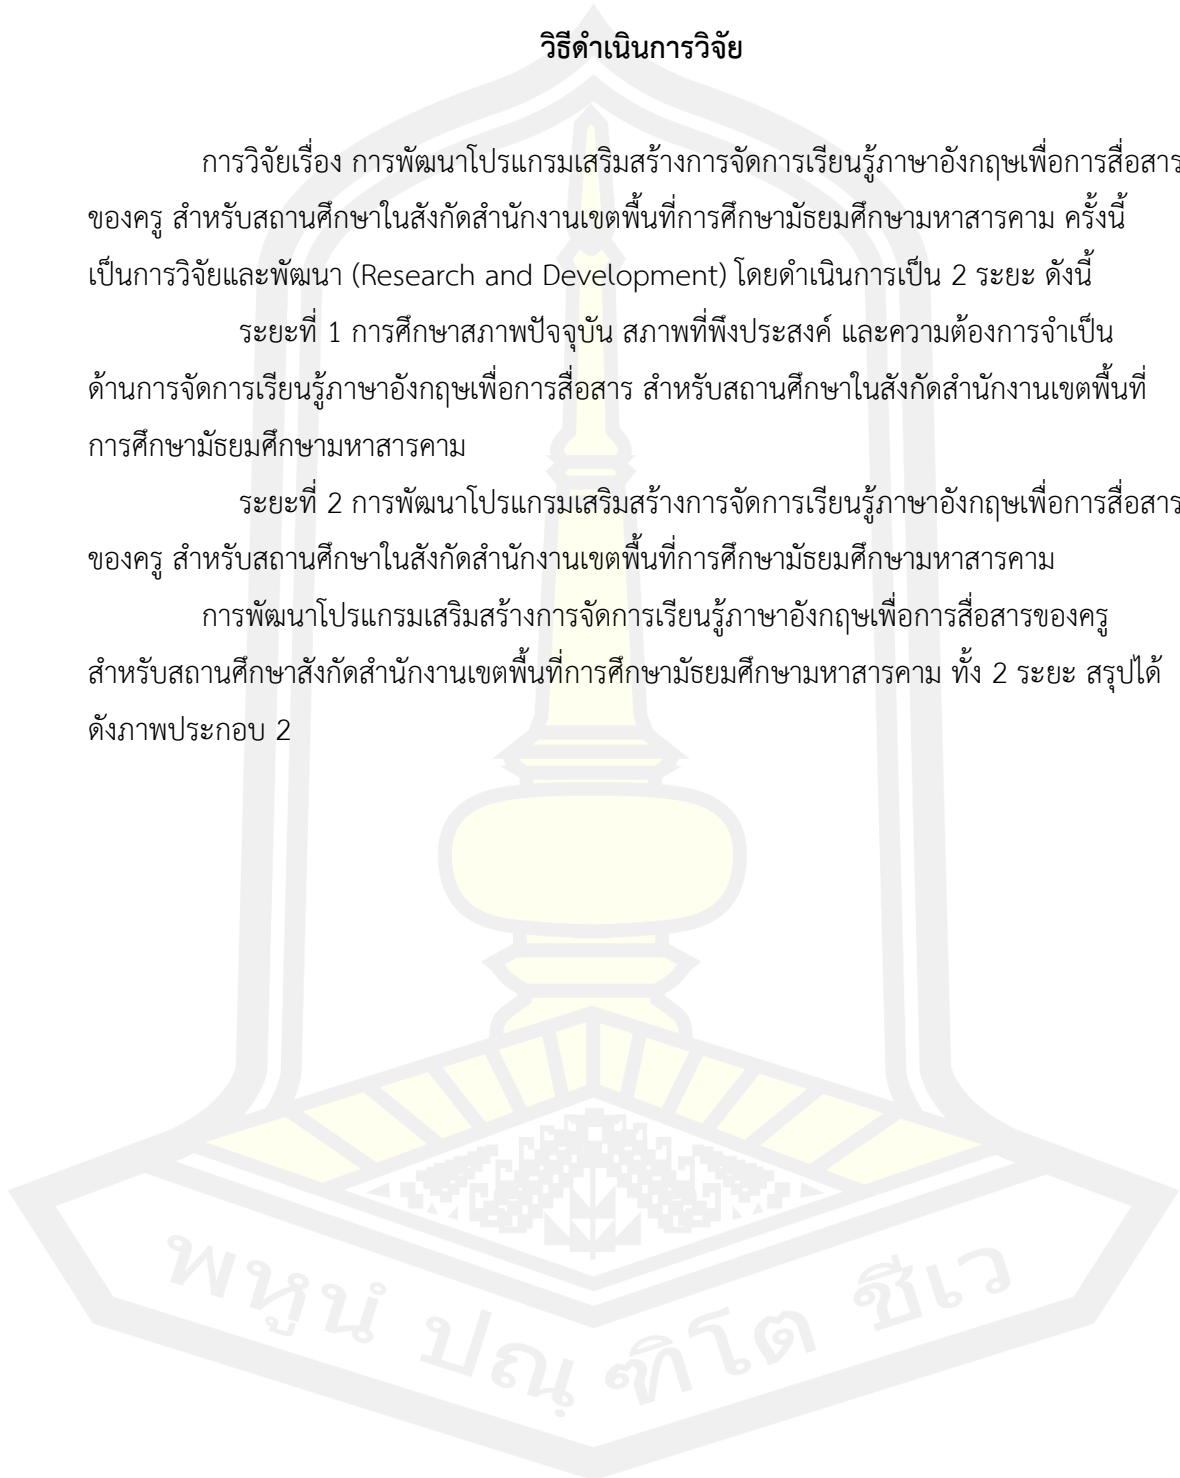 วิธีดำเนินการวิจัย
การวิจัยเรื่อง การพัฒนาโปรแกรมเสริมสร้างการจัดการเรียนรู้ภาษาอังกฤษเพื่อการสื่อสาร
ของครู สำหรับสถานศึกษาในสังกัดสำนักงานเขตพื้นที่การศึกษามัธยมศึกษามหาสารคาม ครั้งนี้
เป็นการวิจัยและพัฒนา (Research and Development) โดยดำเนินการเป็น 2 ระยะ ดังนี้
ระยะที่ 1 การศึกษาสภาพปัจจุบัน สภาพที่พึงประสงค์ และความต้องการจำเป็น
ด้านการจัดการเรียนรู้ภาษาอังกฤษเพื่อการสื่อสาร สำหรับสถานศึกษาในสังกัดสำนักงานเขตพื้นที่
การศึกษามัธยมศึกษามหาสารคาม
ระยะที่ 2 การพัฒนาโปรแกรมเสริมสร้างการจัดการเรียนรู้ภาษาอังกฤษเพื่อการสื่อสาร
ของครู สำหรับสถานศึกษาในสังกัดสำนักงานเขตพื้นที่การศึกษามัธยมศึกษามหาสารคาม
การพัฒนาโปรแกรมเสริมสร้างการจัดการเรียนรู้ภาษาอังกฤษเพื่อการสื่อสารของครู
สำหรับสถานศึกษาสังกัดสำนักงานเขตพื้นที่การศึกษามัธยมศึกษามหาสารคาม ทั้ง 2 ระยะ สรุปได้
ดังภาพประกอบ 2
พหูนํ ปณฺฑิโต ชีเว